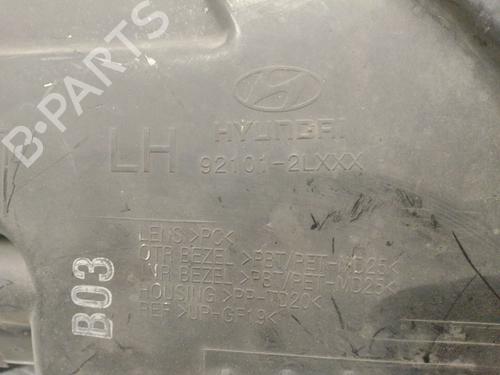 B-PARTS
HYUNDAI
LH 92101-2LXXX
LENS >PC<
OTR BEZEL >PBT/PET-MD25<
INR BEZEL >PBT/PET-MD25<
HOUSING >PP-TD20<
REF >UP-GF19<
B03